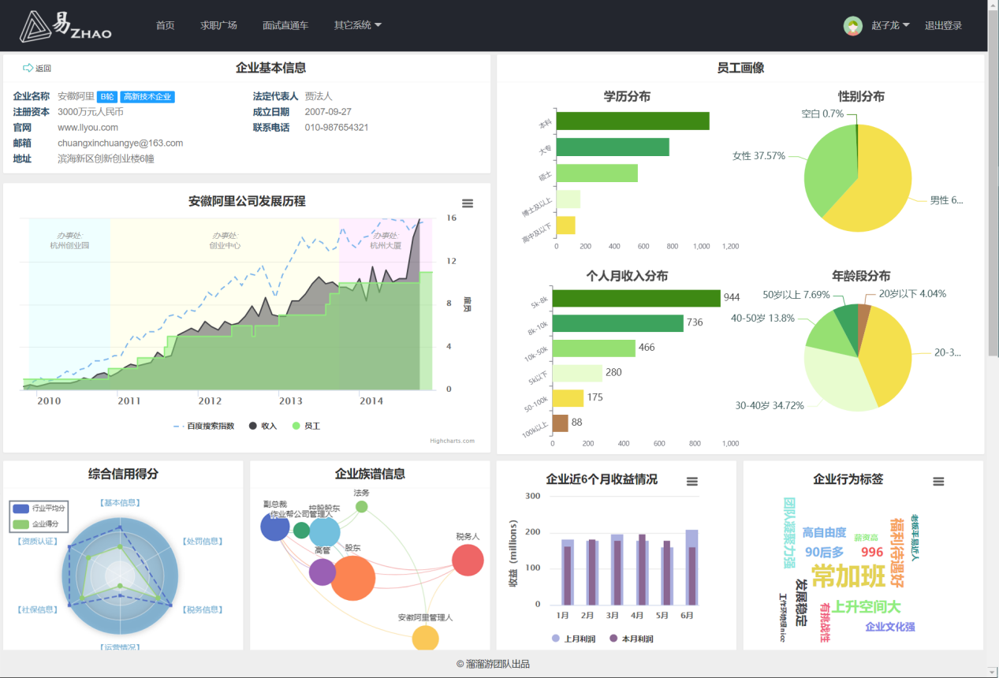 易ZHAO
首页
求职广场
面试直通车
其它系统
赵子龙
退出登录
返回
企业基本信息
企业名称 安徽阿里 B轮 高新技术企业
法定代表人 贾法人
注册资本 3000万元人民币
成立日期 2007-09-27
官网 www.llyou.com
联系电话 010-987654321
邮箱 chuangxinchuangye@163.com
地址 滨海新区创新创业楼6幢
员工画像
学历分布
本科
大专
硕士
博士及以上
高中及以下
0 200 400 600 800 1,000 1,200
性别分布
空白 0.7%
女性 37.57%
男性 6...
安徽阿里公司发展历程
办事处:
杭州创业园
办事处:
创业中心
办事处:
杭州大厦
16
12
8
4
0
雇员
2010 2011 2012 2013 2014
百度搜索指数 收入 员工
Highcharts.com
个人月收入分布
5k-8k 944
8k-10k 736
10k-50k 466
5k以下 280
50-100k 175
100k以上 88
0 200 400 600 800 1,000
年龄段分布
50岁以上 7.69%
20岁以下 4.04%
40-50岁 13.8%
20-3...
30-40岁 34.72%
综合信用得分
行业平均分
企业得分
【基本信息】
【资质认证】
【处罚信息】
【社保信息】
【税务信息】
【运营情况】
企业族谱信息
法务
副总裁
控股股东
作业帮公司管理人
税务人
高管
股东
安徽阿里管理人
企业近6个月收益情况
300
200
100
0
收益 (millions)
1月 2月 3月 4月 5月 6月
上月利润 本月利润
企业行为标签
团队凝聚力强
高自由度
薪资高
福利待遇好
老板丰易近人
90后多
996
常加班
发展稳定
工作环境很nice
有挑战性
上升空间大
企业文化强
© 溜溜游团队出品